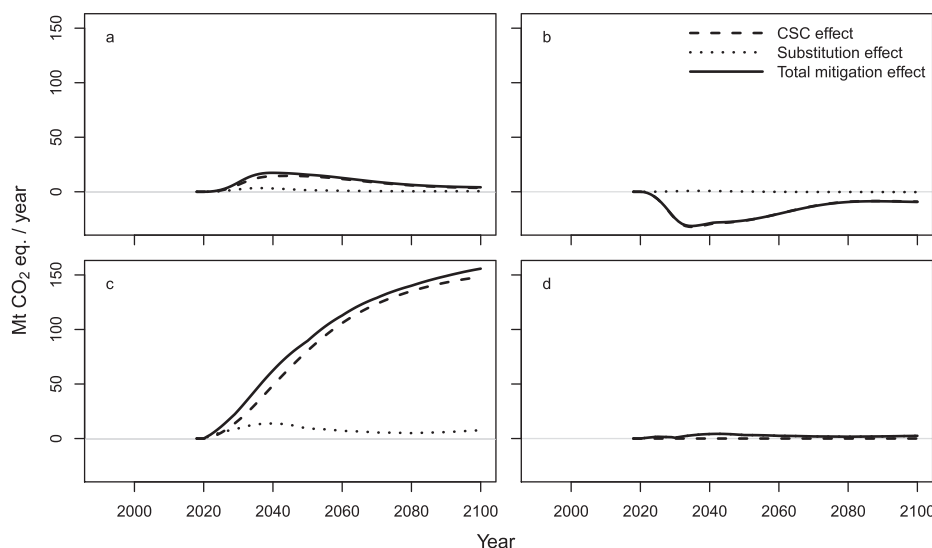 a
150
100
50
0
b
CSC effect
Substitution effect
Total mitigation effect
Mt CO₂ eq. / year
c
150
100
50
0
d
2000 2020 2040 2060 2080 2100
2000 2020 2040 2060 2080 2100
Year